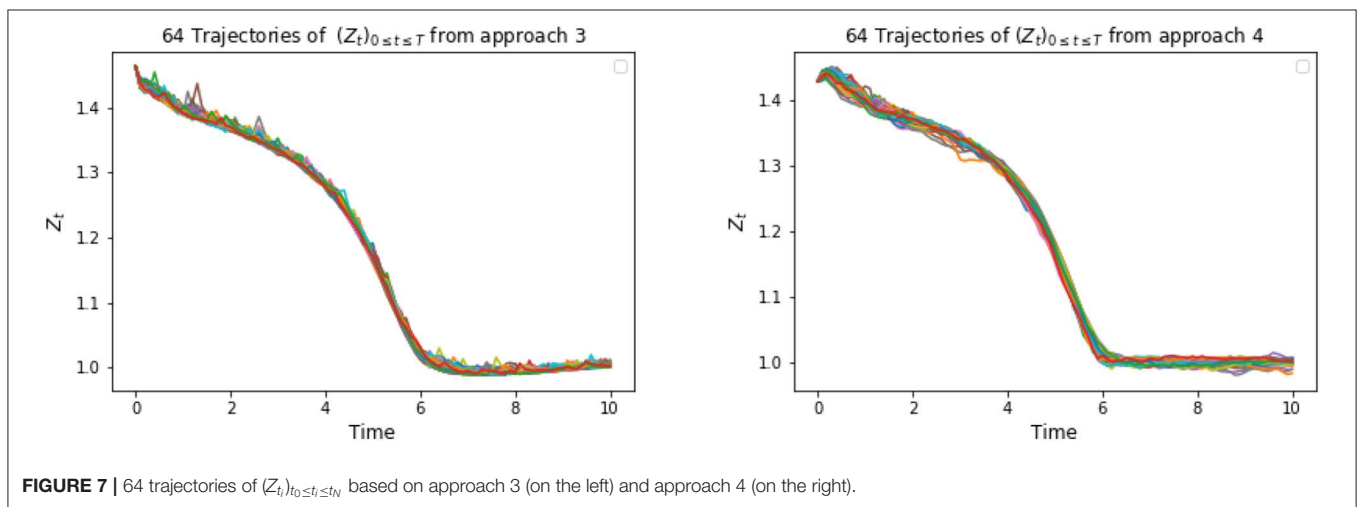 64 Trajectories of (Z_t)_{0≤t≤T} from approach 3
1.4
1.3
1.2
1.1
1.0
Z_t
0 2 4 6 8 10
Time
64 Trajectories of (Z_t)_{0≤t≤T} from approach 4
1.4
1.3
1.2
1.1
1.0
Z_t
0 2 4 6 8 10
Time
FIGURE 7 | 64 trajectories of (Z_{t_i})_{t_0≤t_i≤t_N} based on approach 3 (on the left) and approach 4 (on the right).